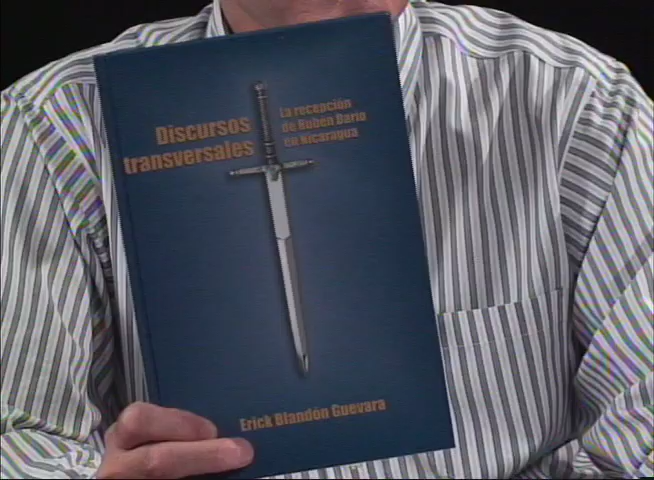 Discursos
transversales
La recepción
de Rubén Darío
en Nicaragua
Erick Blandón Guevara